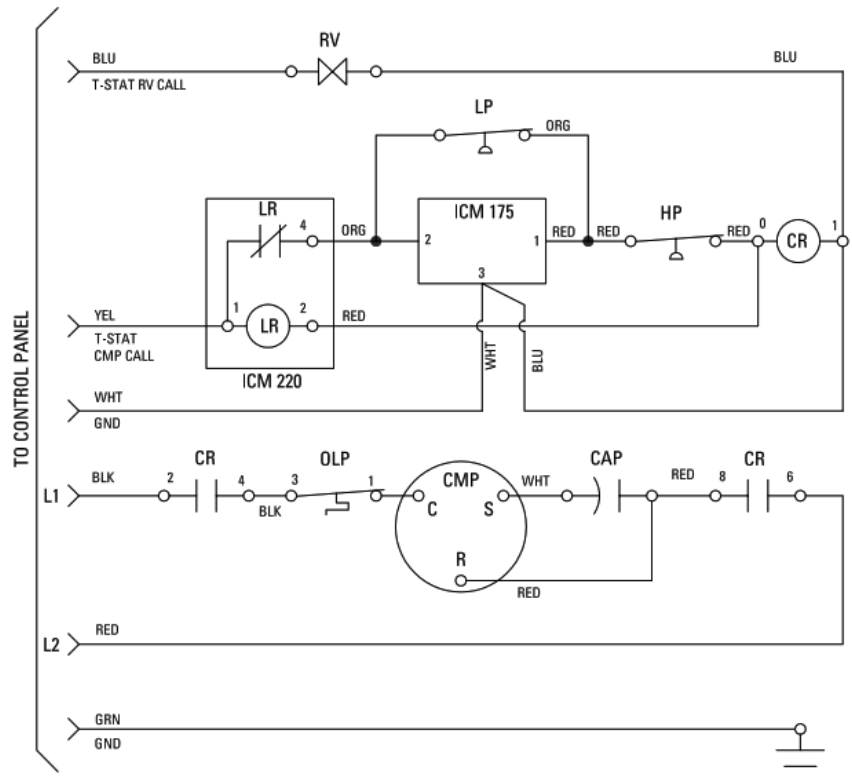 RV
BLU
BLU
T-STAT RV CALL
LP
ORG
LR
4
ORG
2
ICM 175
1
RED
RED
HP
RED
0
CR
1
3
YEL
T-STAT
CMP CALL
1
LR
2
RED
ICM 220
WHT
BLU
WHT
GND
TO CONTROL PANEL
L1
BLK
2
CR
4
BLK
3
OLP
1
CMP
C
S
R
WHT
CAP
RED
8
CR
6
RED
L2
RED
GRN
GND